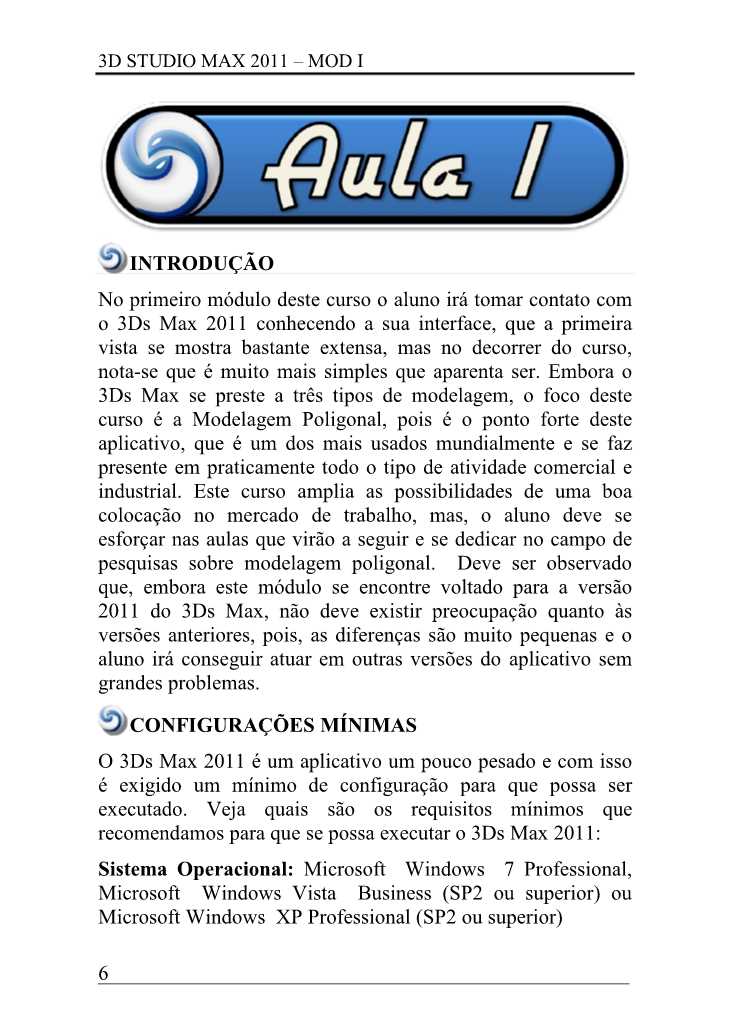 3D STUDIO MAX 2011 – MOD I
Aula 1
INTRODUÇÃO
No primeiro módulo deste curso o aluno irá tomar contato com
o 3Ds Max 2011 conhecendo a sua interface, que a primeira
vista se mostra bastante extensa, mas no decorrer do curso,
nota-se que é muito mais simples que aparenta ser. Embora o
3Ds Max se preste a três tipos de modelagem, o foco deste
curso é a Modelagem Poligonal, pois é o ponto forte deste
aplicativo, que é um dos mais usados mundialmente e se faz
presente em praticamente todo o tipo de atividade comercial e
industrial. Este curso amplia as possibilidades de uma boa
colocação no mercado de trabalho, mas, o aluno deve se
esforçar nas aulas que virão a seguir e se dedicar no campo de
pesquisas sobre modelagem poligonal. Deve ser observado
que, embora este módulo se encontre voltado para a versão
2011 do 3Ds Max, não deve existir preocupação quanto às
versões anteriores, pois, as diferenças são muito pequenas e o
aluno irá conseguir atuar em outras versões do aplicativo sem
grandes problemas.
CONFIGURAÇÕES MÍNIMAS
O 3Ds Max 2011 é um aplicativo um pouco pesado e com isso
é exigido um mínimo de configuração para que possa ser
executado. Veja quais são os requisitos mínimos que
recomendamos para que se possa executar o 3Ds Max 2011:
Sistema Operacional: Microsoft Windows 7 Professional,
Microsoft Windows Vista Business (SP2 ou superior) ou
Microsoft Windows XP Professional (SP2 ou superior)
6